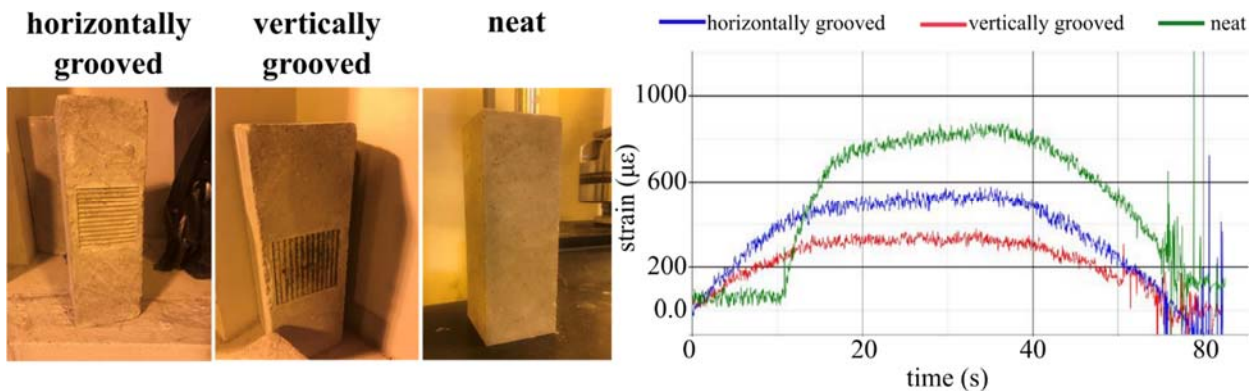 horizontally
grooved
vertically
grooved
neat
horizontally grooved vertically grooved neat
1000
600
200
0.0
strain (με)
0 20 40 80
time (s)